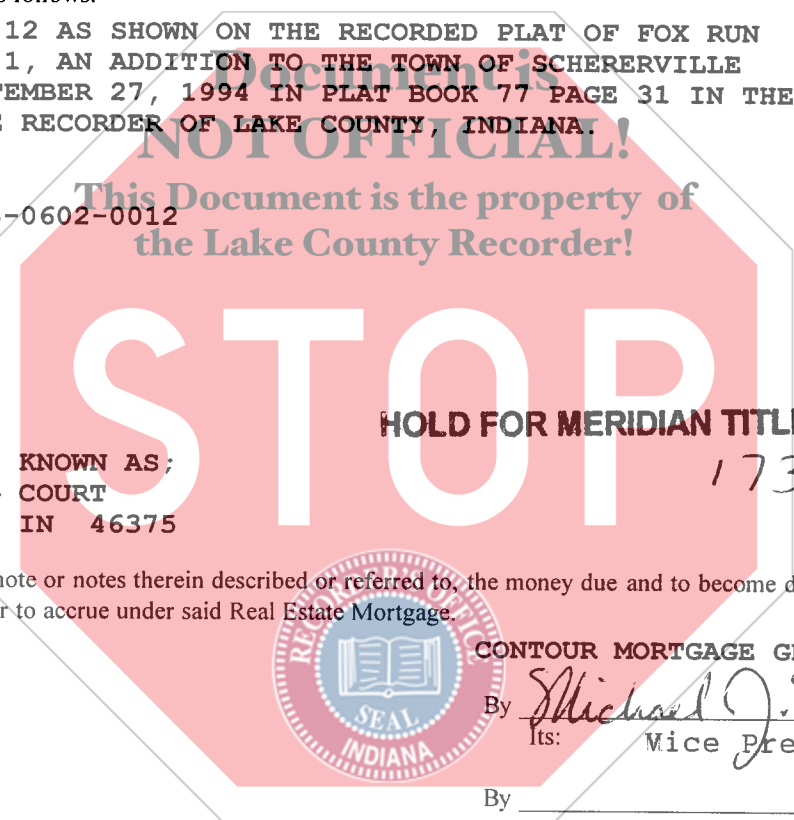 12 AS SHOWN ON THE RECORDED PLAT OF FOX RUN
1, AN ADDITION TO THE TOWN OF SCHERERVILLE
TEMBER 27, 1994 IN PLAT BOOK 77 PAGE 31 IN THE
RECORDER OF LAKE COUNTY, INDIANA.
Document is
NOT OFFICIAL!
This Document is the property of
the Lake County Recorder!
-0602-0012
STOP
HOLD FOR MERIDIAN TITL
173
KNOWN AS;
COURT
IN 46375
note or notes therein described or referred to, the money due and to become d
r to accrue under said Real Estate Mortgage.
RECORDER'S OFFICE
SEAL
INDIANA
CONTOUR MORTGAGE G
By Michael J.
Its: Mice Pre
By